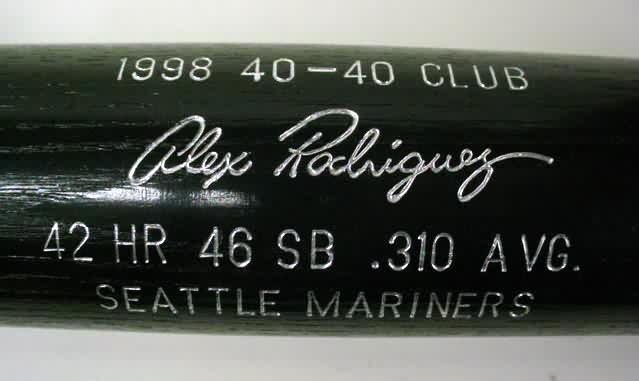 1998 40-40 CLUB
Alex Rodriguez
42 HR 46 SB .310 AVG.
SEATTLE MARINERS